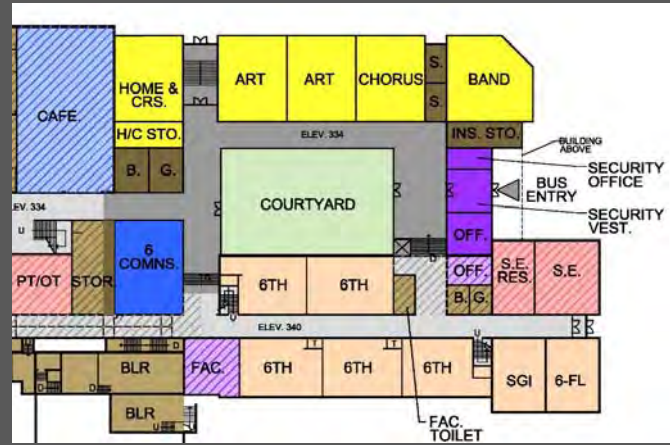 CAFE.
HOME &
CRS.
H/C STO.
B.
G.
ART
ART
CHORUS
S.
S.
BAND
INS. STO.
ELEV. 334
BUILDING
ABOVE
SECURITY
OFFICE
BUS
ENTRY
SECURITY
VEST.
COURTYARD
OFF.
EV. 334
U
6
COMNS.
PT/OT
STOR.
6TH
6TH
OFF.
B.
G.
S.E.
RES.
S.E.
D
U
ELEV. 340
U
D
D
BLR
FAC.
6TH
6TH
6TH
T
T
SGI
6-FL
D
D
BLR
U
FAC.
TOILET